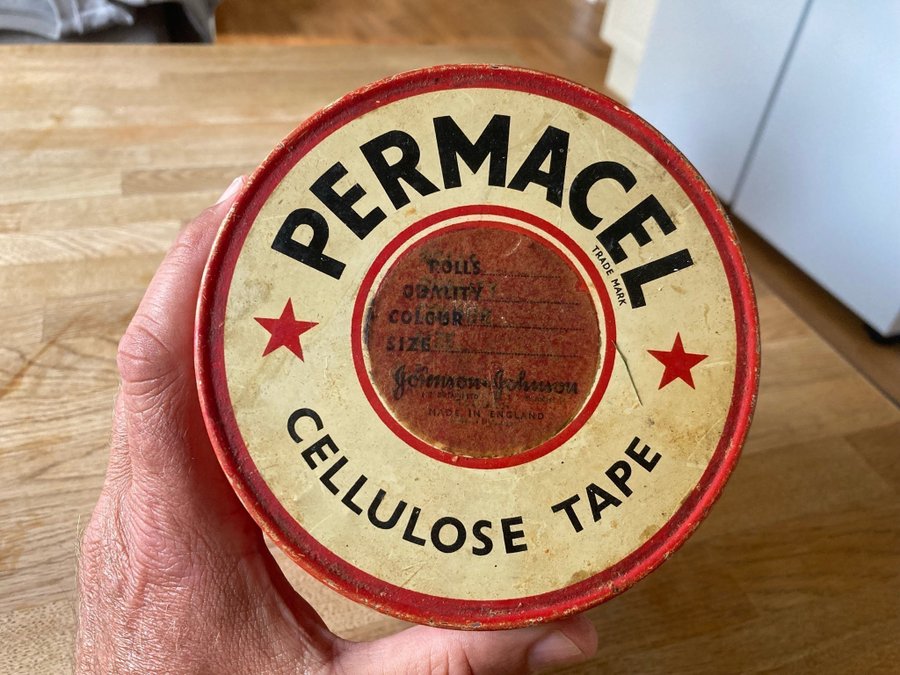 PERMACEL
TRADE MARK
ROLLS
QUALITY
COLOUR
SIZE
Johnson & Johnson
MADE IN ENGLAND
CELLULOSE TAPE